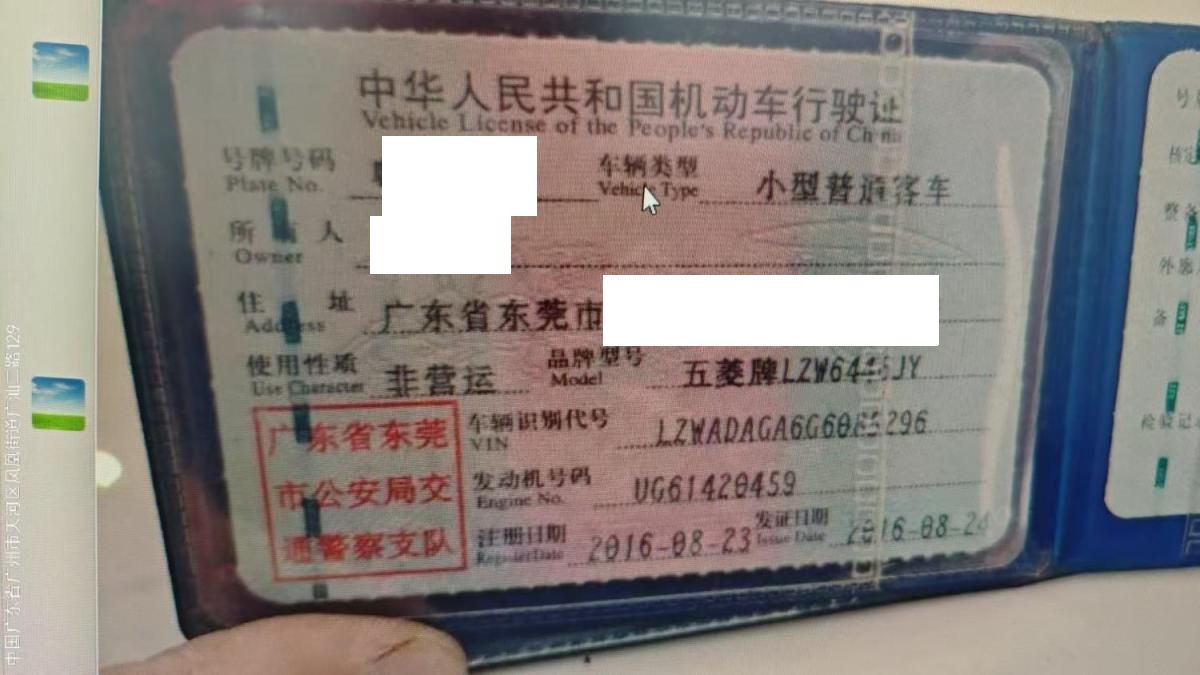 中华人民共和国机动车行驶证
Vehicle License of the People's Republic of China
号牌号码 车辆类型 小型普通客车
Plate No. Vehicle Type
所有人
Owner
住址 广东省东莞市
Address
使用性质 非营运 品牌型号 五菱牌
Use Character Model
广东省东莞
市公安局交
通警察支队
车辆识别代号
VIN
发动机号码 UG61420459
Engine No.
注册日期 2016-08-23 发证日期
Register Date Issue Date